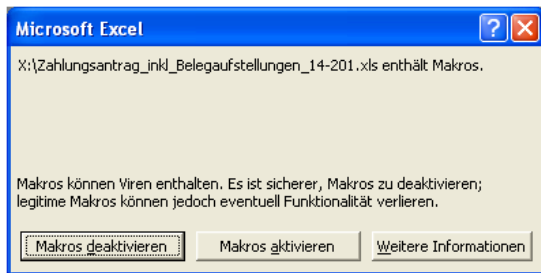 Microsoft Excel
X:\Zahlungsantrag_inkl_Belegaufstellungen_14-201.xls enthält Makros.
Makros können Viren enthalten. Es ist sicherer, Makros zu deaktivieren;
legitime Makros können jedoch eventuell Funktionalität verlieren.
Makros deaktivieren Makros aktivieren Weitere Informationen